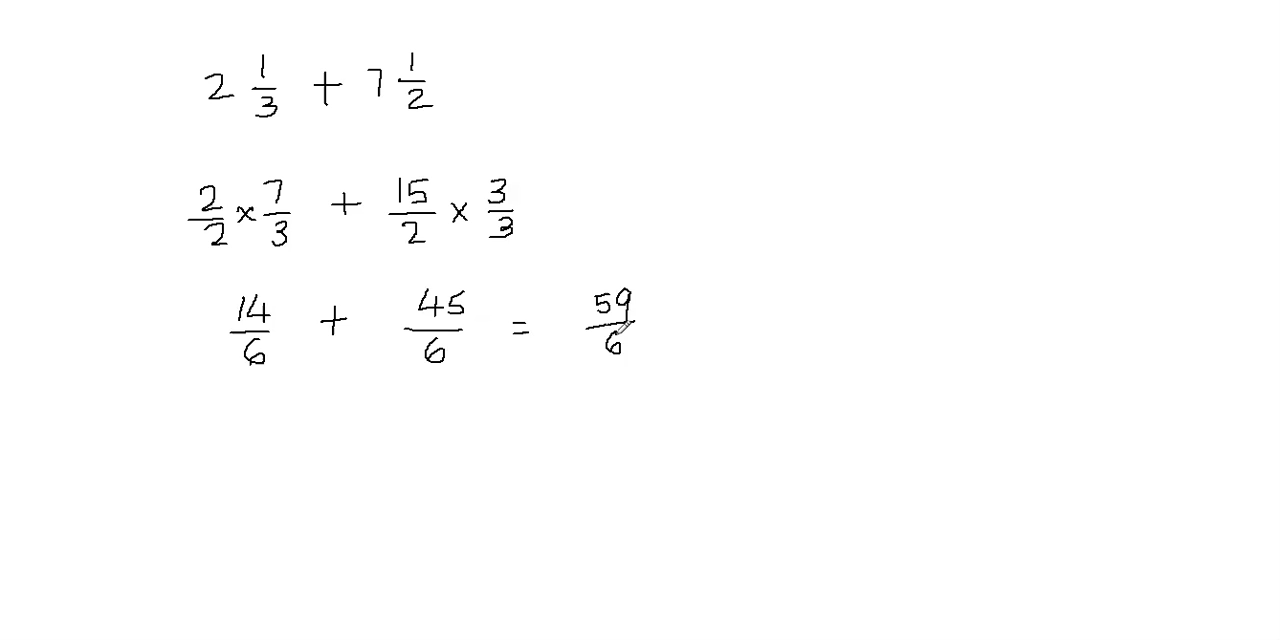 2 1/3 + 7 1/2
2/2 × 7/3 + 15/2 × 3/3
14/6 + 45/6 = 59/6